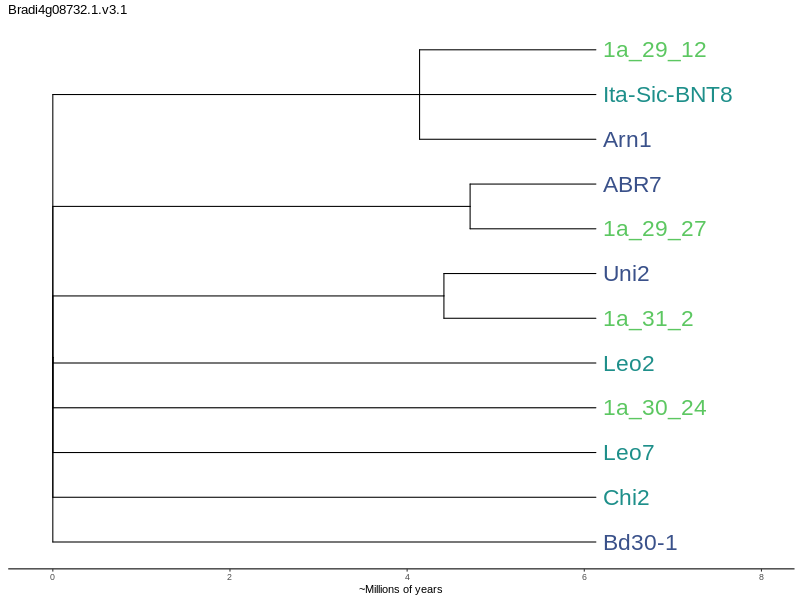 Bradi4g08732.1.v3.1
1a_29_12
Ita-Sic-BNT8
Arn1
ABR7
1a_29_27
Uni2
1a_31_2
Leo2
1a_30_24
Leo7
Chi2
Bd30-1
0 2 4 6 8
~Millions of years